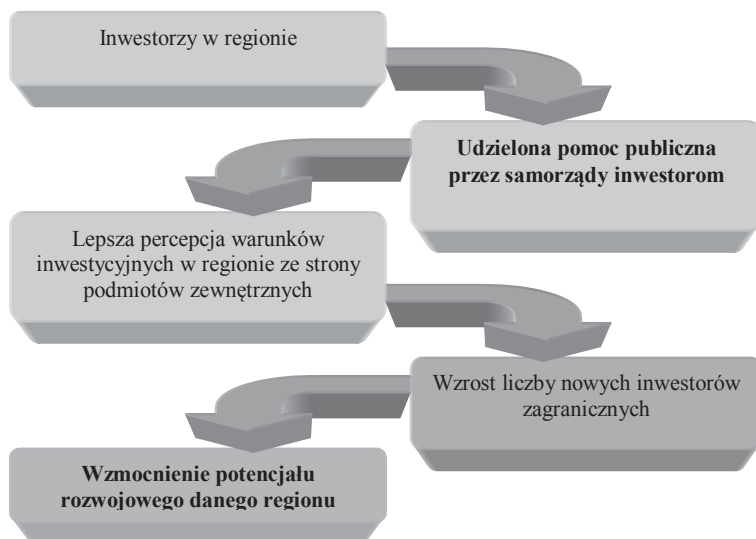 Inwestorzy w regionie
Udzielona pomoc publiczna
przez samorządy inwestorom
Lepsza percepcja warunków
inwestycyjnych w regionie ze strony
podmiotów zewnętrznych
Wzrost liczby nowych inwestorów
zagranicznych
Wzmocnienie potencjału
rozwojowego danego regionu